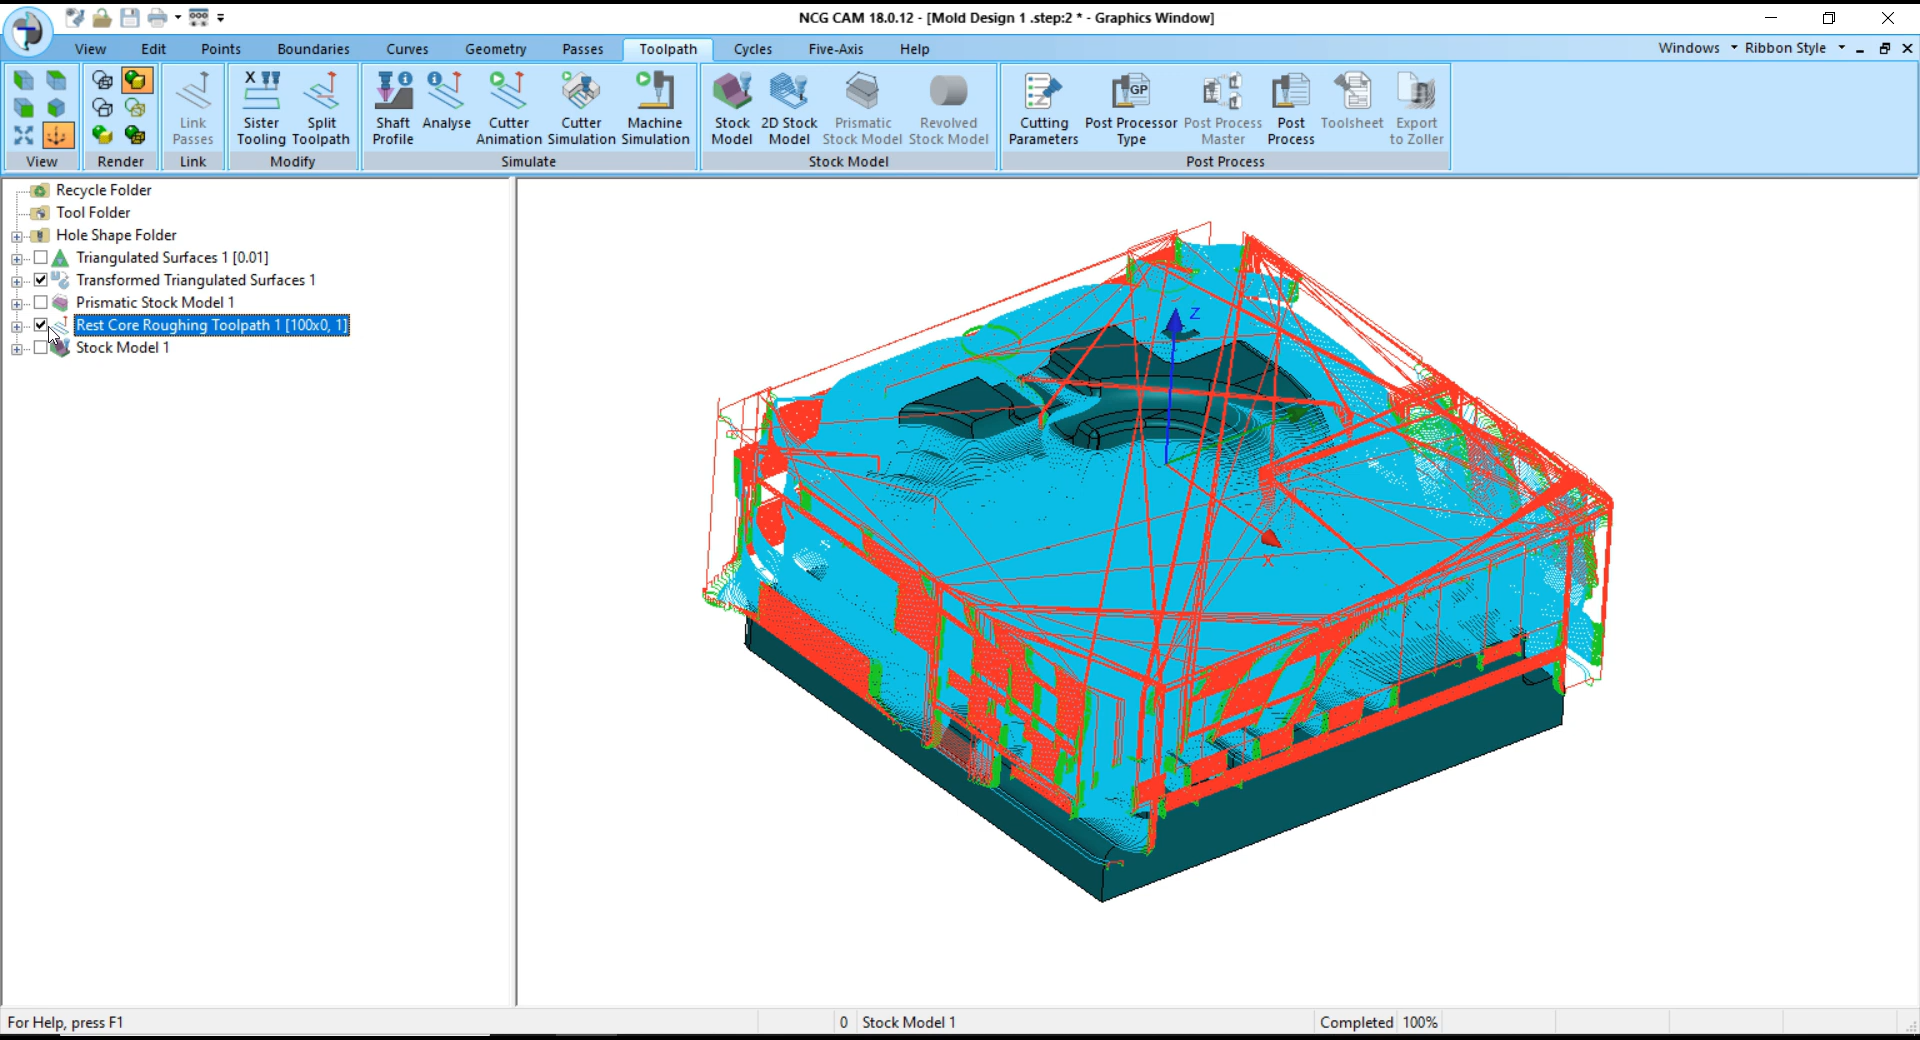 NCG CAM 18.0.12 - [Mold Design 1 .step:2 * - Graphics Window]
View Edit Points Boundaries Curves Geometry Passes Toolpath Cycles Five-Axis Help Windows Ribbon Style
Link Passes
Sister Tooling
Split Toolpath
Shaft Profile
Analyse
Cutter Animation
Cutter Simulation
Machine Simulation
Stock Model
2D Stock Model
Prismatic Stock Model
Revolved Stock Model
Cutting Parameters
GP
Post Processor Type
Post Process Master
Post Process
Toolsheet
Export to Zoller
View Render Link Modify Simulate Stock Model Post Process
Recycle Folder
Tool Folder
Hole Shape Folder
Triangulated Surfaces 1 [0.01]
Transformed Triangulated Surfaces 1
Prismatic Stock Model 1
Rest Core Roughing Toolpath 1 [100x0, 1]
Stock Model 1
Z
X
For Help, press F1 0 Stock Model 1 Completed 100%